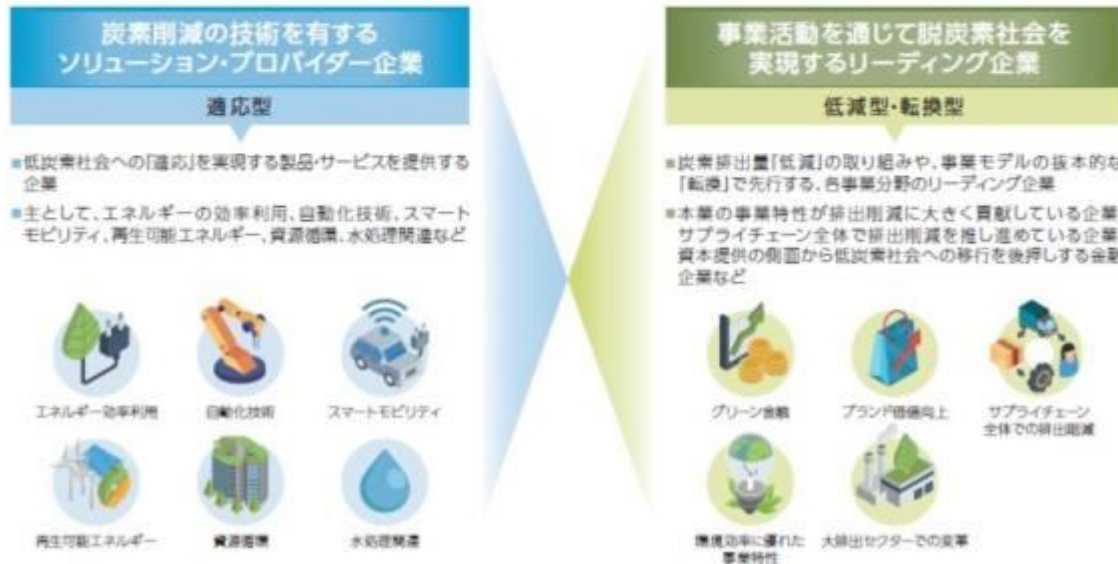 炭素削減の技術を有する
ソリューション・プロバイダー企業
適応型
■低炭素社会への「適応」を実現する製品・サービスを提供する
企業
■主として、エネルギーの効率利用、自動化技術、スマート
モビリティ、再生可能エネルギー、資源循環、水処理関連など
エネルギー効率利用
自動化技術
スマートモビリティ
再生可能エネルギー
資源循環
水処理関連
事業活動を通じて脱炭素社会を
実現するリーディング企業
低減型・転換型
■炭素排出量「低減」の取り組みや、事業モデルの抜本的な
「転換」で先行する、各事業分野のリーディング企業
■本業の事業特性が排出削減に大きく貢献している企業
サプライチェーン全体で排出削減を推し進めている企業
資本提供の側面から低炭素社会への移行を後押しする金融
企業など
グリーン金融
ブランド価値向上
サプライチェーン
全体での排出削減
環境効率に優れた
事業特性
大排出セクターでの変革